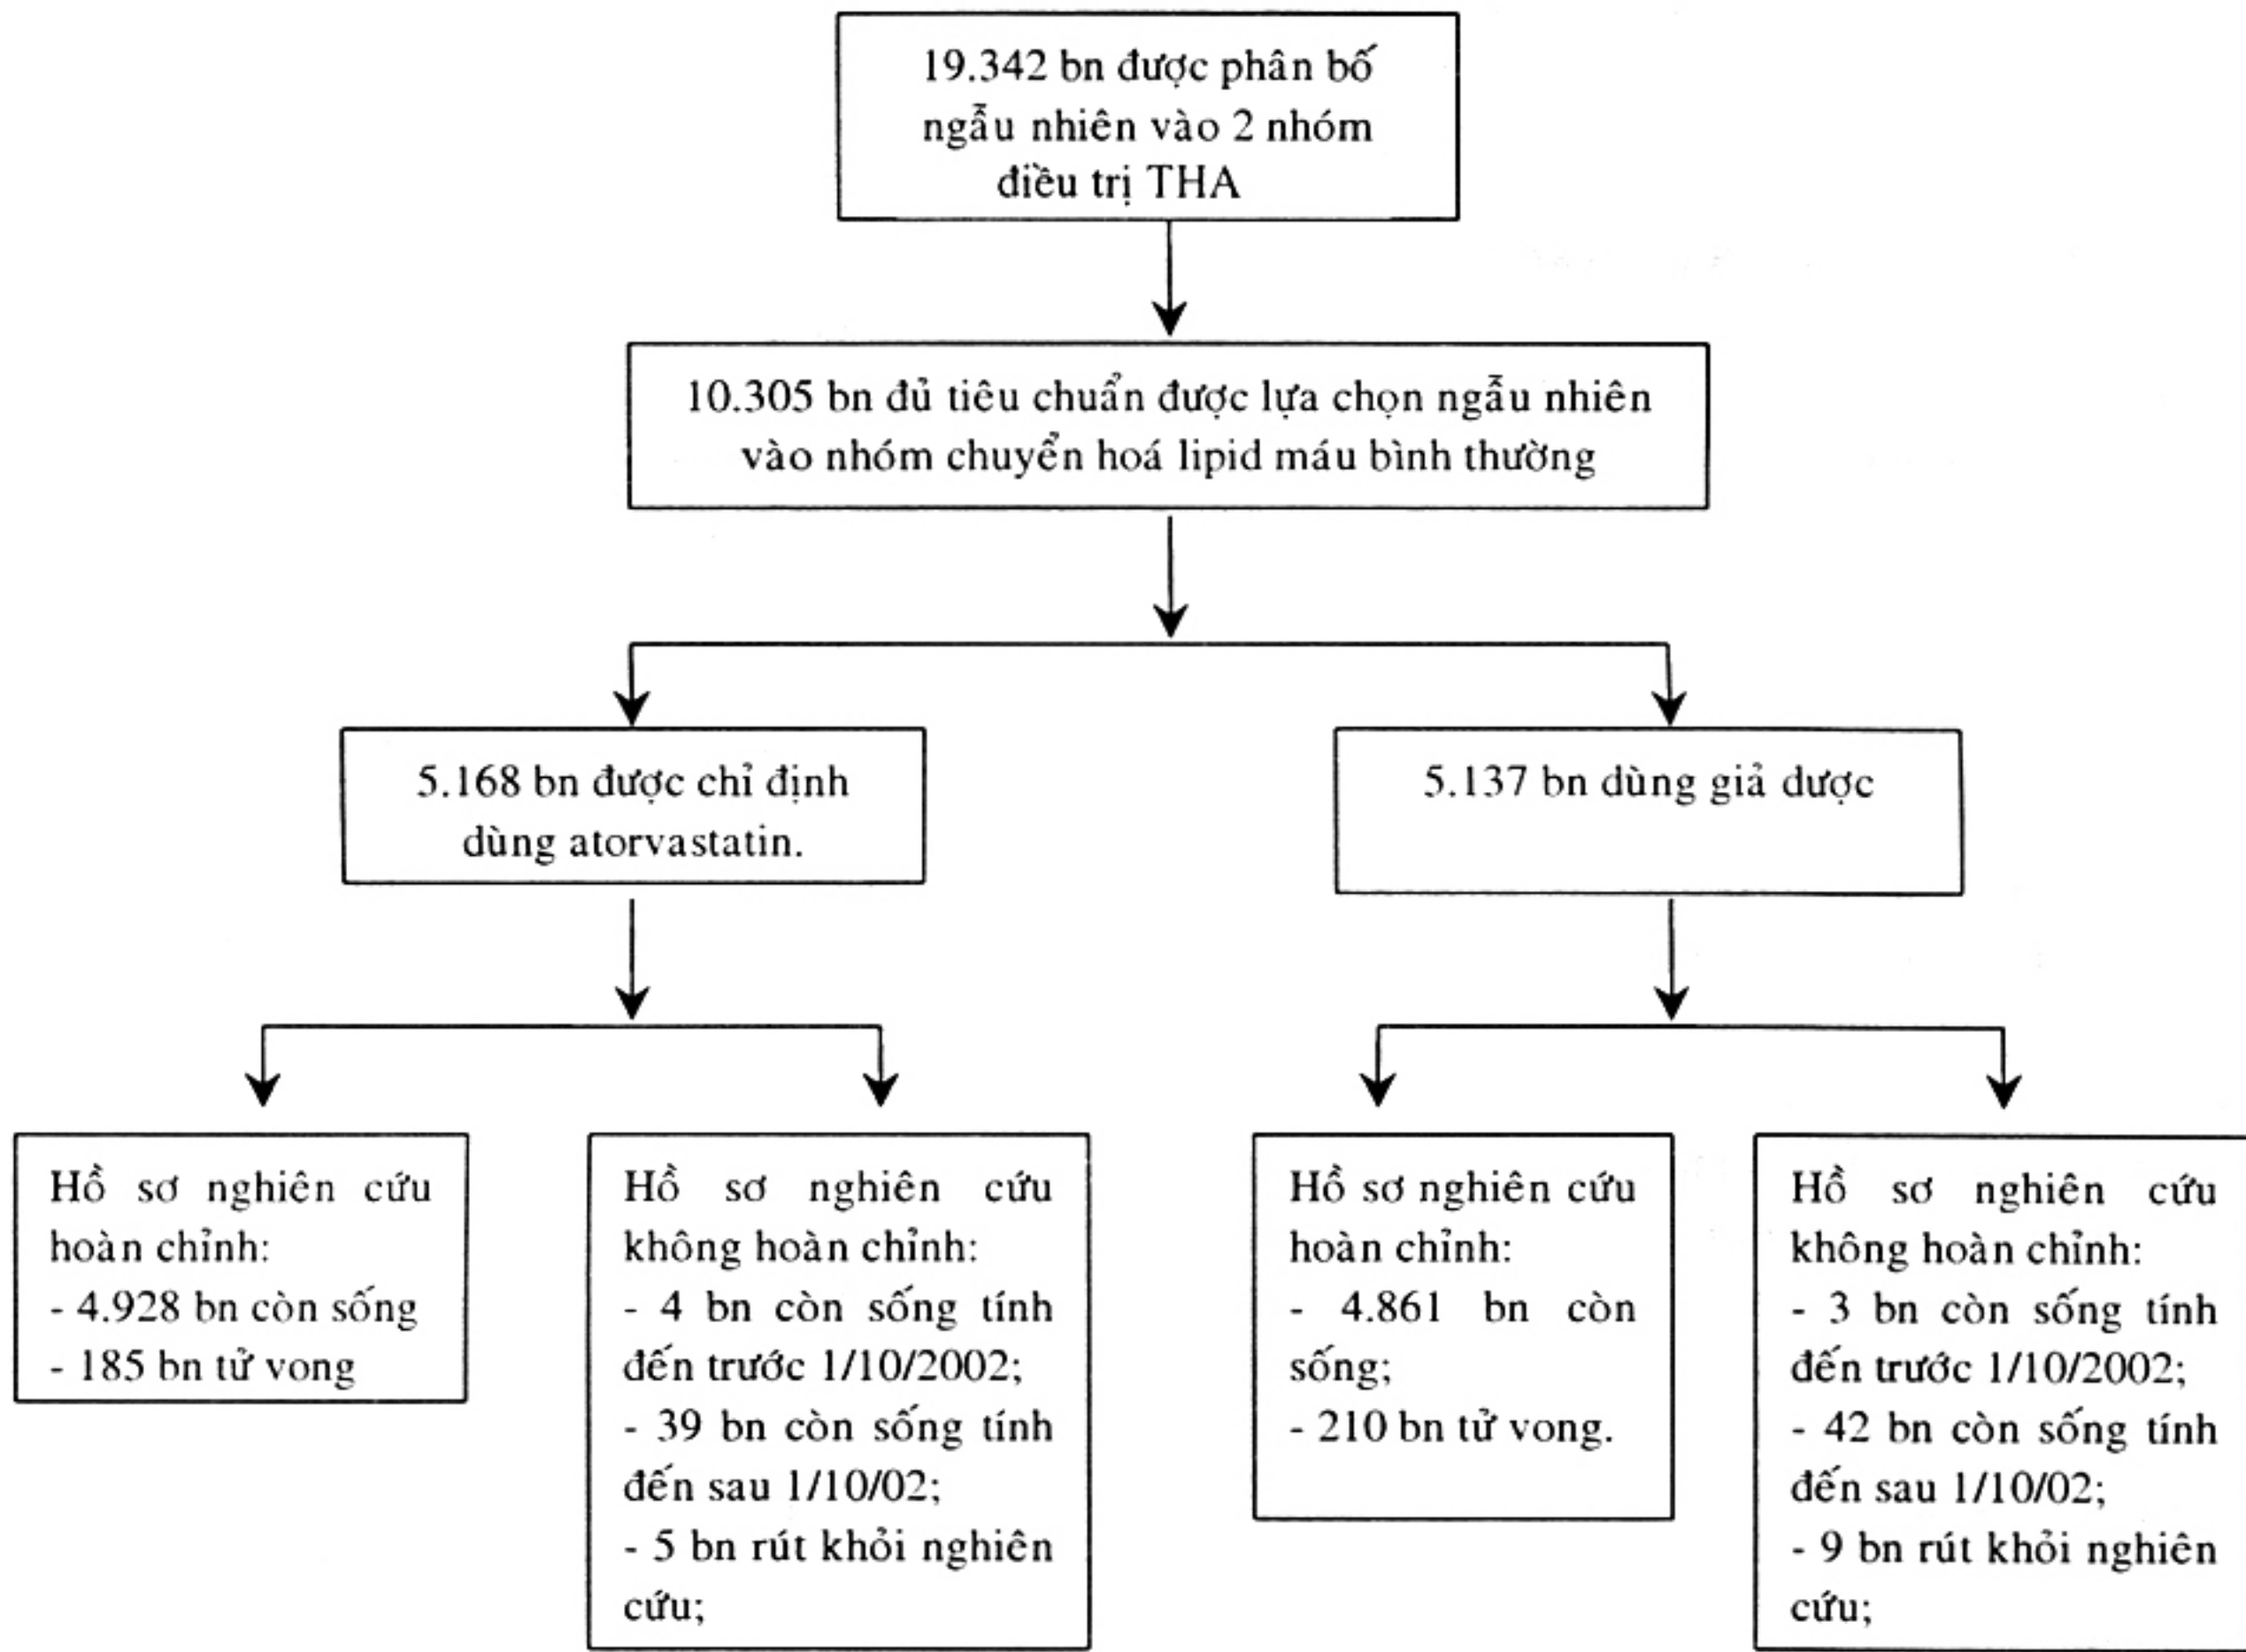 19.342 bn được phân bố
ngẫu nhiên vào 2 nhóm
điều trị THA
10.305 bn đủ tiêu chuẩn được lựa chọn ngẫu nhiên
vào nhóm chuyển hoá lipid máu bình thường
5.168 bn được chỉ định
dùng atorvastatin.
5.137 bn dùng giả dược
Hồ sơ nghiên cứu
hoàn chỉnh:
- 4.928 bn còn sống
- 185 bn tử vong
Hồ sơ nghiên cứu
không hoàn chỉnh:
- 4 bn còn sống tính
đến trước 1/10/2002;
- 39 bn còn sống tính
đến sau 1/10/02;
- 5 bn rút khỏi nghiên
cứu;
Hồ sơ nghiên cứu
hoàn chỉnh:
- 4.861 bn còn
sống;
- 210 bn tử vong.
Hồ sơ nghiên cứu
không hoàn chỉnh:
- 3 bn còn sống tính
đến trước 1/10/2002;
- 42 bn còn sống tính
đến sau 1/10/02;
- 9 bn rút khỏi nghiên
cứu;